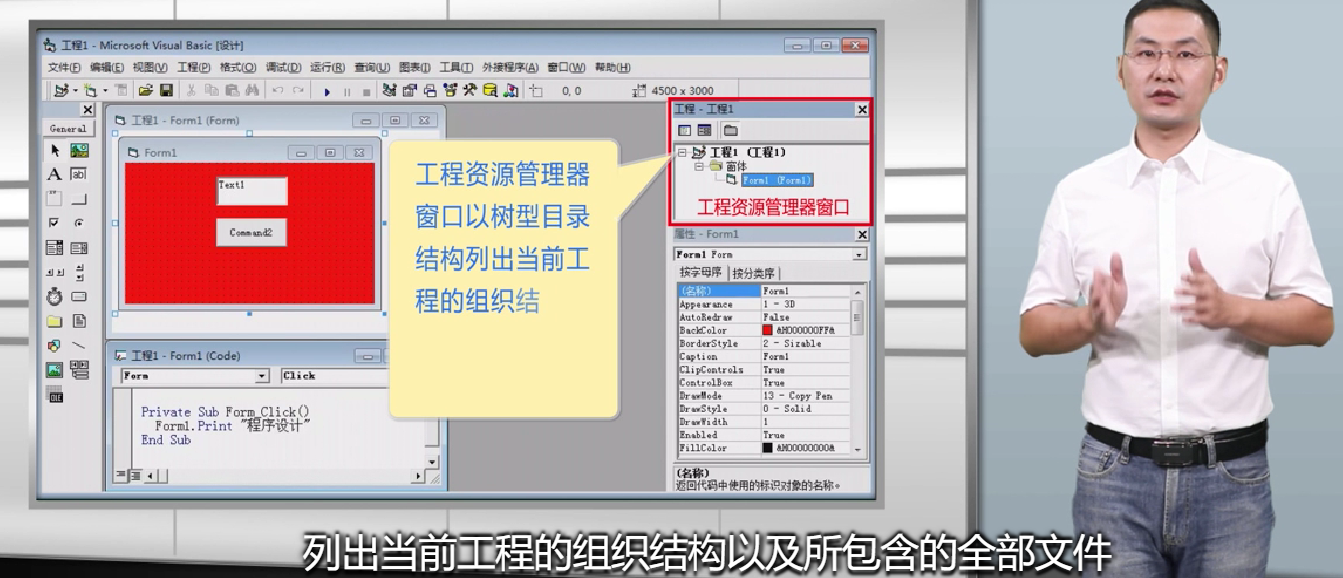 工程1 - Microsoft Visual Basic [设计]
文件(F) 编辑(E) 视图(V) 工程(P) 格式(O) 调试(D) 运行(R) 查询(U) 图表(I) 工具(T) 外接程序(A) 窗口(W) 帮助(H)
0, 0
4500 x 3000
General
A
ab
OLE
工程1 - Form1 (Form)
Form1
Text1
Command2
工程1 - Form1 (Code)
Form
Click
Private Sub Form_Click()
Form1.Print "程序设计"
End Sub
工程资源管理器
窗口以树型目录
结构列出当前工
程的组织结
工程 - 工程1
工程1 (工程1)
窗体
Form1 (Form1)
工程资源管理器窗口
属性 - Form1
Form1 Form
按字母序 按分类序
(名称) Form1
Appearance 1 - 3D
AutoRedraw False
BackColor &H000000FF&
BorderStyle 2 - Sizable
Caption Form1
ClipControls True
ControlBox True
DrawMode 13 - Copy Pen
DrawStyle 0 - Solid
DrawWidth 1
Enabled True
FillColor &H00000000&
(名称)
返回代码中使用的标识对象的名称。
列出当前工程的组织结构以及所包含的全部文件